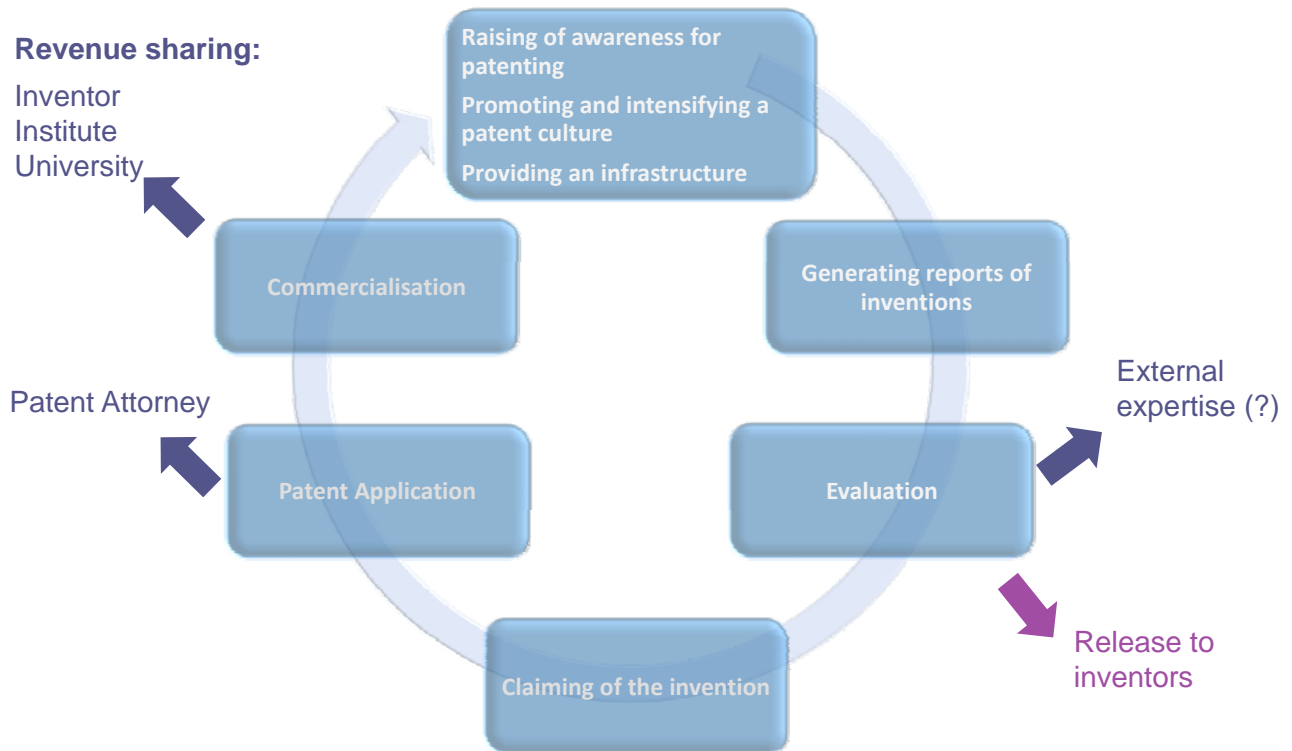 Revenue sharing:
Inventor
Institute
University
Raising of awareness for
patenting
Promoting and intensifying a
patent culture
Providing an infrastructure
Commercialisation
Generating reports of
inventions
Patent Attorney
External
expertise (?)
Patent Application
Evaluation
Release to
inventors
Claiming of the invention